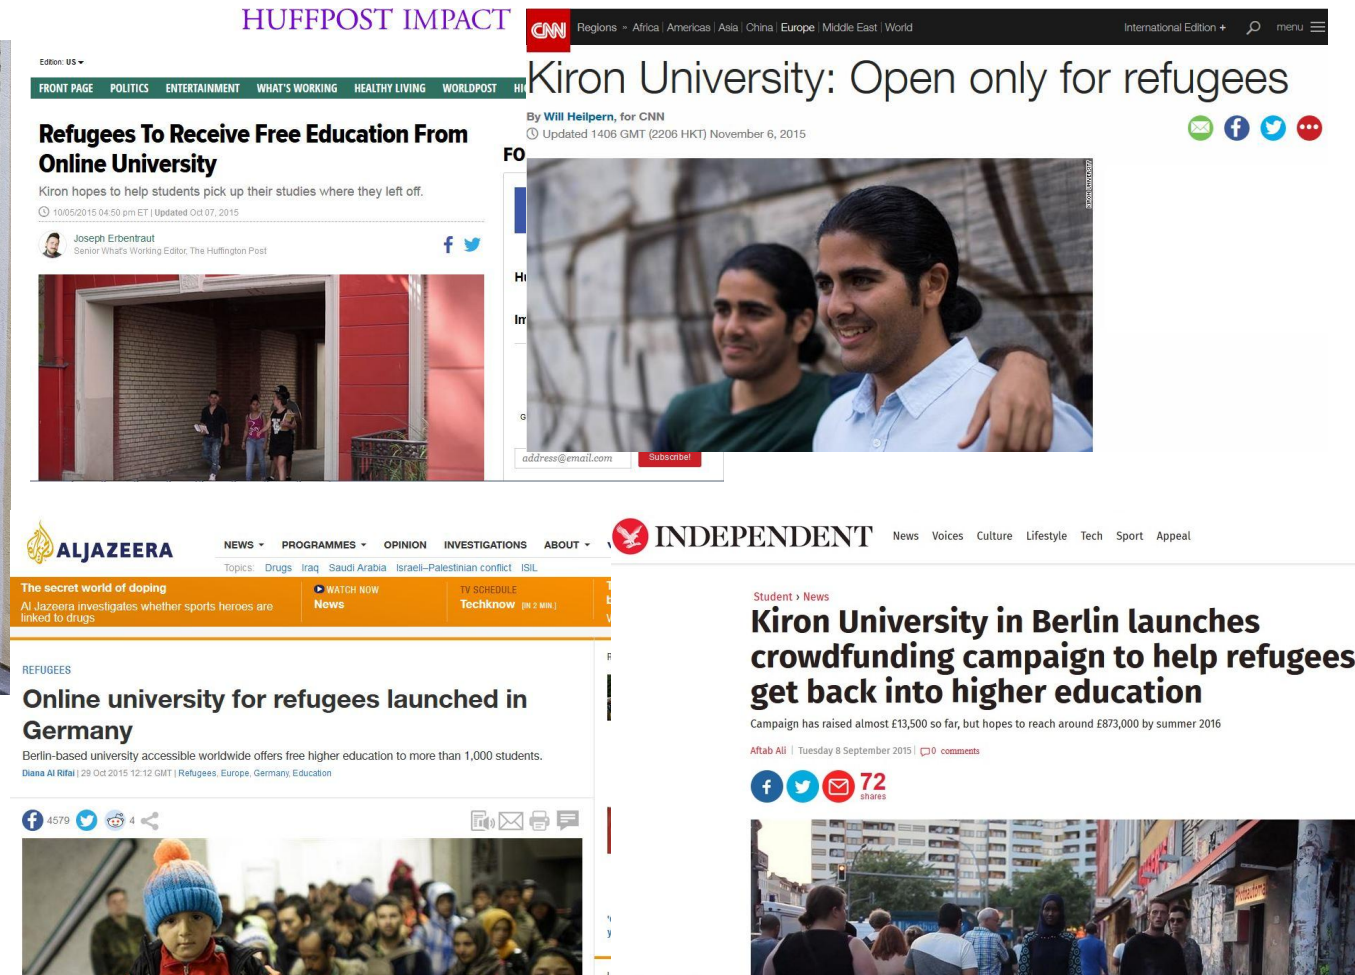 HUFFPOST IMPACT
Edition: US
FRONT PAGE POLITICS ENTERTAINMENT WHAT'S WORKING HEALTHY LIVING WORLDPOST HI
Refugees To Receive Free Education From
Online University
Kiron hopes to help students pick up their studies where they left off.
10/05/2015 04:50 pm ET | Updated Oct 07, 2015
Joseph Erbentraut
Senior What's Working Editor, The Huffington Post
FO
Hu
Im
G
address@email.com Subscribe!
CNN Regions » Africa | Americas | Asia | China | Europe | Middle East | World International Edition + menu
Kiron University: Open only for refugees
By Will Heilpern, for CNN
Updated 1406 GMT (2206 HKT) November 6, 2015
KIRON UNIVERSITY
ALJAZEERA
NEWS PROGRAMMES OPINION INVESTIGATIONS ABOUT
Topics: Drugs Iraq Saudi Arabia Israeli–Palestinian conflict ISIL
The secret world of doping
Al Jazeera investigates whether sports heroes are
linked to drugs
WATCH NOW
News
TV SCHEDULE
Techknow [IN 2 MIN.]
REFUGEES
Online university for refugees launched in
Germany
Berlin-based university accessible worldwide offers free higher education to more than 1,000 students.
Diana Al Rifai | 29 Oct 2015 12:12 GMT | Refugees, Europe, Germany, Education
4579 4
INDEPENDENT News Voices Culture Lifestyle Tech Sport Appeal
Student › News
Kiron University in Berlin launches
crowdfunding campaign to help refugees
get back into higher education
Campaign has raised almost £13,500 so far, but hopes to reach around £873,000 by summer 2016
Aftab Ali | Tuesday 8 September 2015 | 0 comments
72
shares
Photoautomat